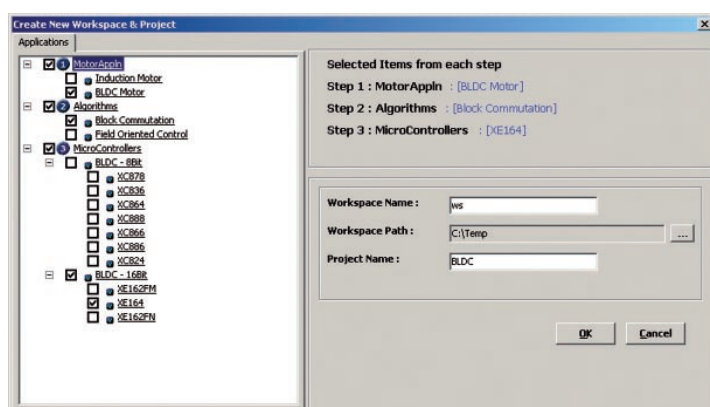 Create New Workspace & Project
Applications
1 MotorAppln
Induction Motor
BLDC Motor
2 Algorithms
Block Commutation
Field Oriented Control
3 MicroControllers
BLDC - 8Bit
XC878
XC836
XC864
XC888
XC866
XC886
XC824
BLDC - 16Bit
XE162FM
XE164
XE162FN
Selected Items from each step
Step 1 : MotorAppln : [BLDC Motor]
Step 2 : Algorithms : [Block Commutation]
Step 3 : MicroControllers : [XE164]
Workspace Name : ws
Workspace Path : C:\Temp ...
Project Name : BLDC
OK Cancel